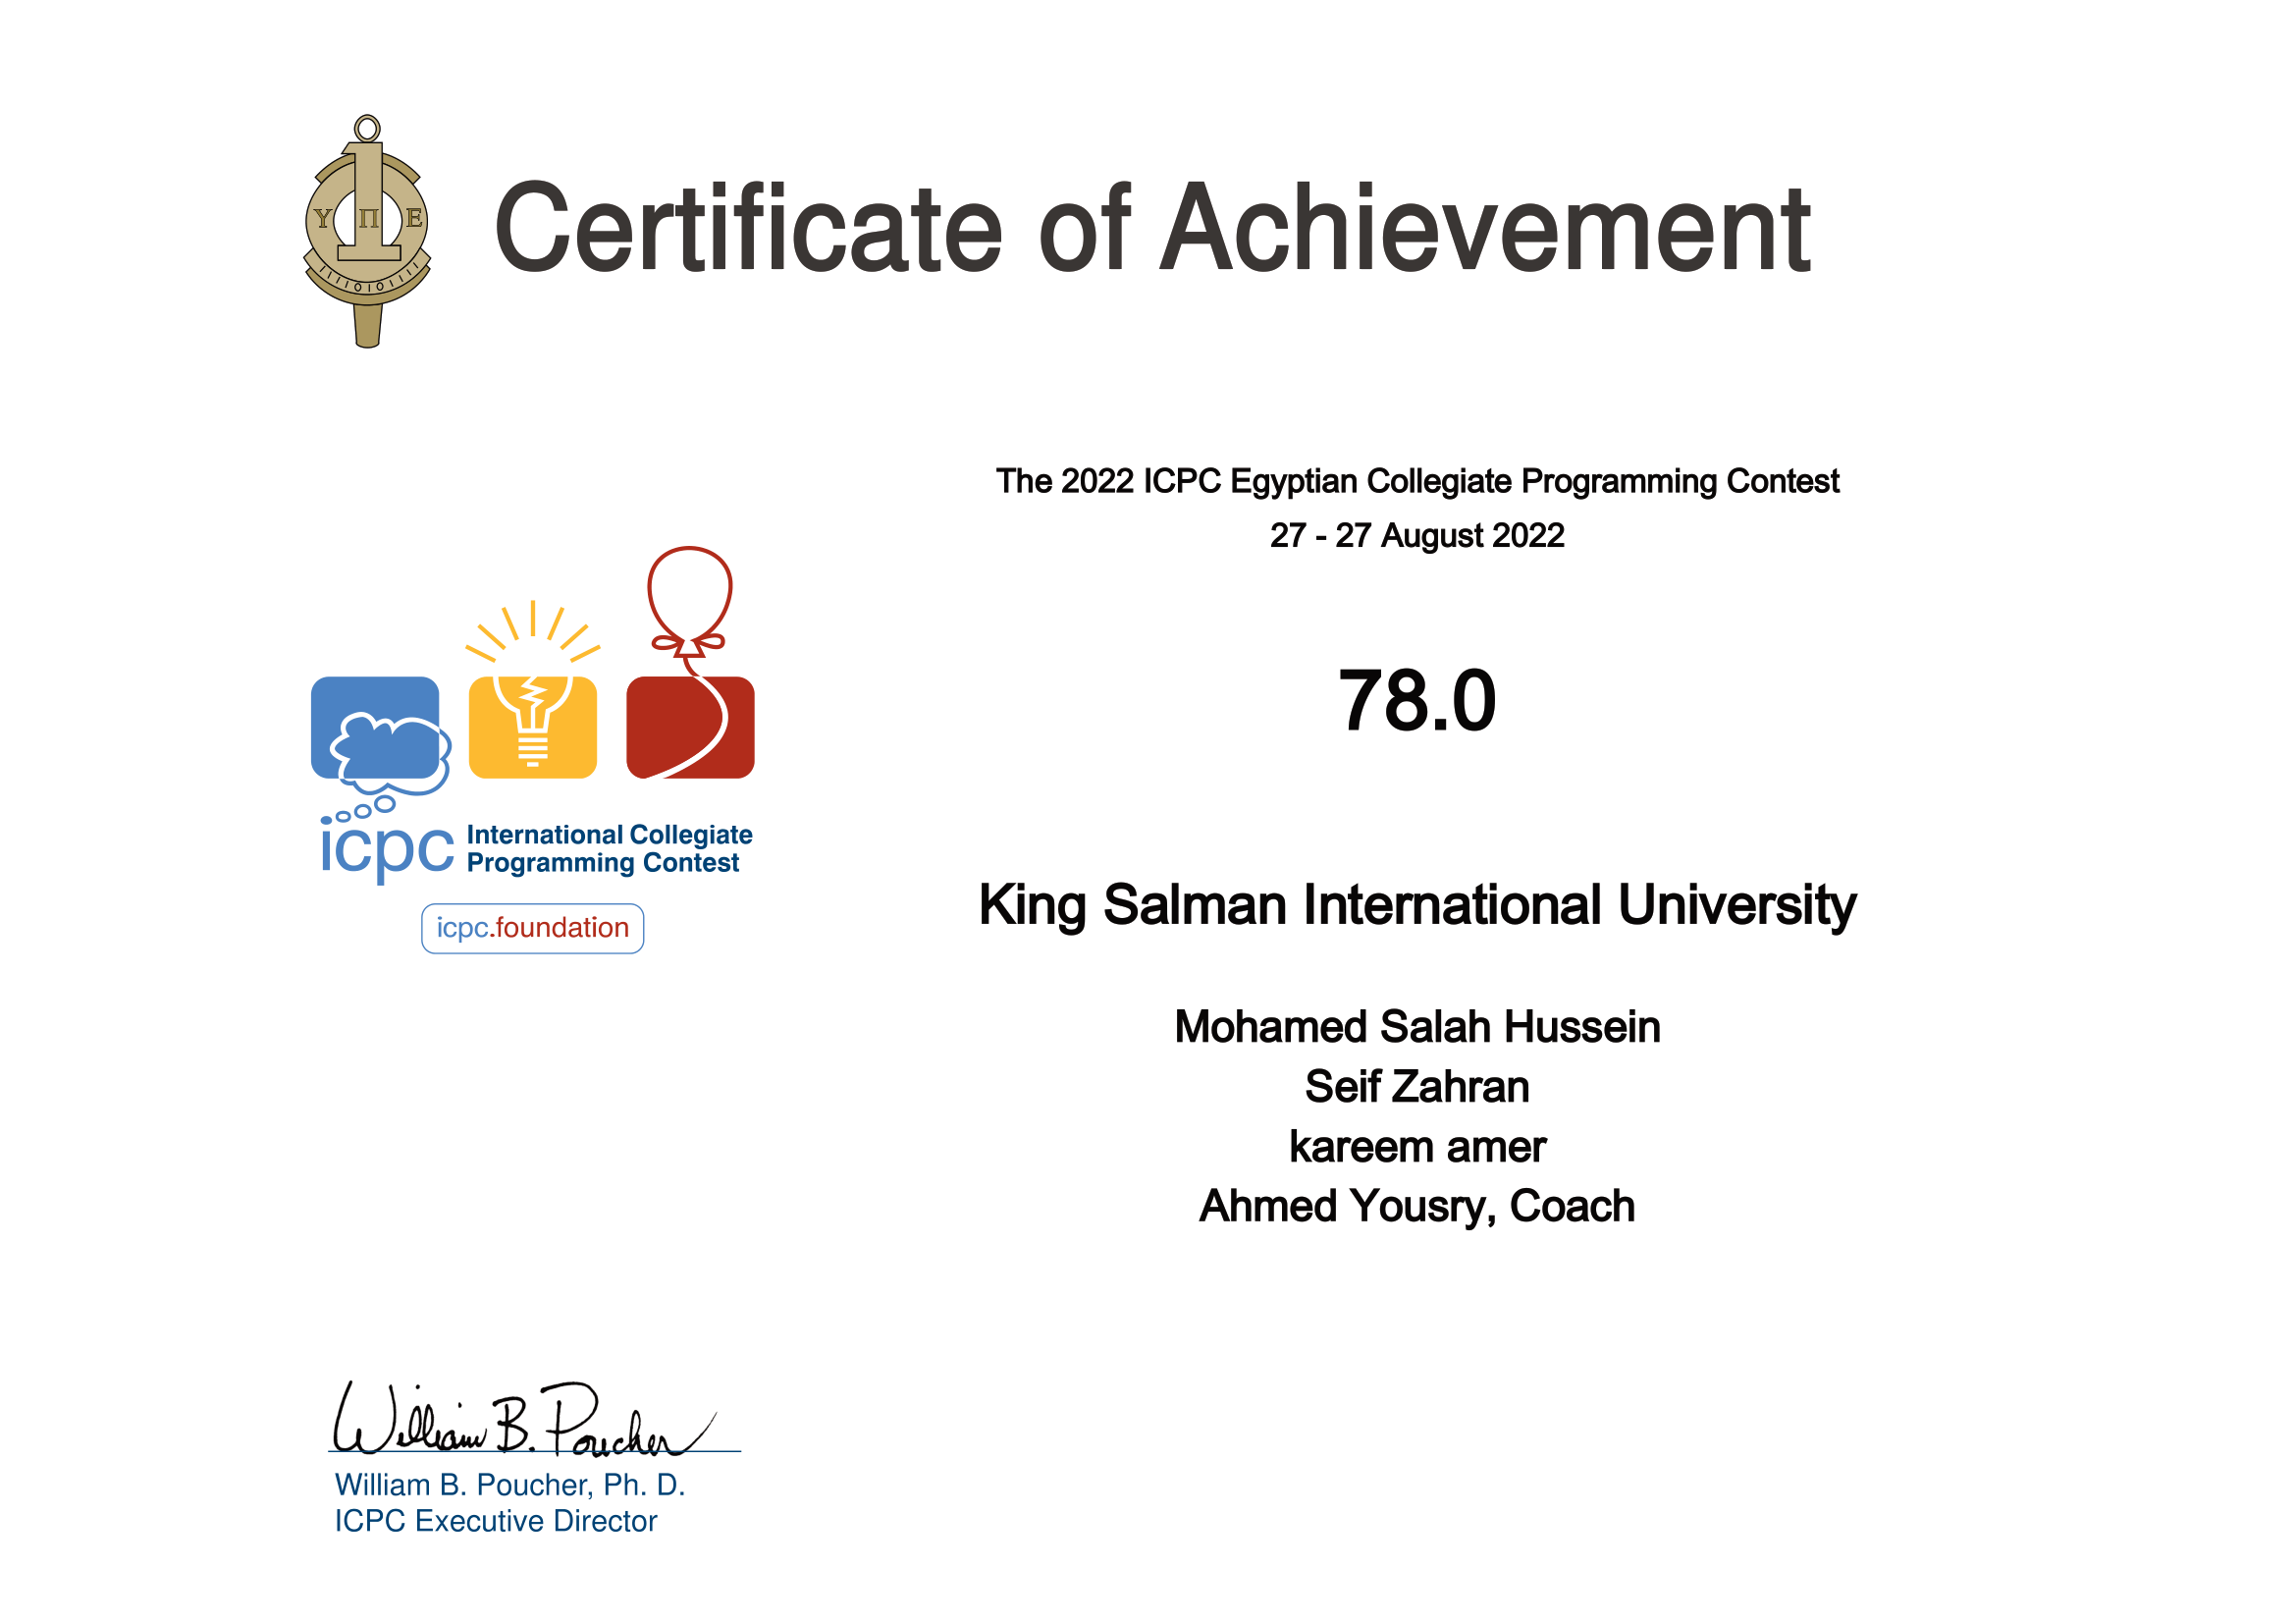 Certificate of Achievement
Υ Π Ε
The 2022 ICPC Egyptian Collegiate Programming Contest
27 - 27 August 2022
78.0
icpc International Collegiate
Programming Contest
icpc.foundation
King Salman International University
Mohamed Salah Hussein
Seif Zahran
kareem amer
Ahmed Yousry, Coach
William B. Poucher
William B. Poucher, Ph. D.
ICPC Executive Director